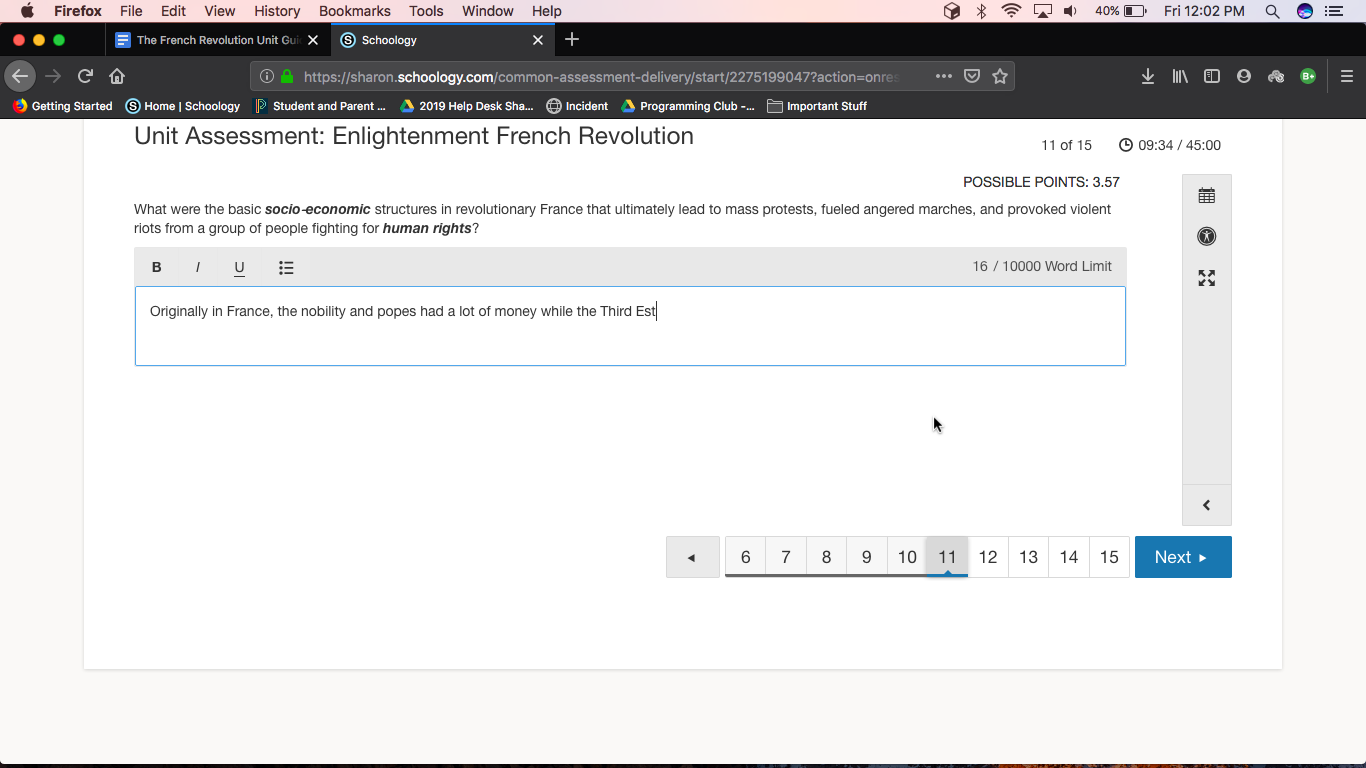 Firefox File Edit View History Bookmarks Tools Window Help 40% Fri 12:02 PM
The French Revolution Unit Gui S Schoology
https://sharon.schoology.com/common-assessment-delivery/start/2275199047?action=onres
Getting Started Home | Schoology Student and Parent ... 2019 Help Desk Sha... Incident Programming Club -... Important Stuff
Unit Assessment: Enlightenment French Revolution
11 of 15 09:34 / 45:00
POSSIBLE POINTS: 3.57
What were the basic socio-economic structures in revolutionary France that ultimately lead to mass protests, fueled angered marches, and provoked violent
riots from a group of people fighting for human rights?
B I U 16 / 10000 Word Limit
Originally in France, the nobility and popes had a lot of money while the Third Est
6 7 8 9 10 11 12 13 14 15 Next